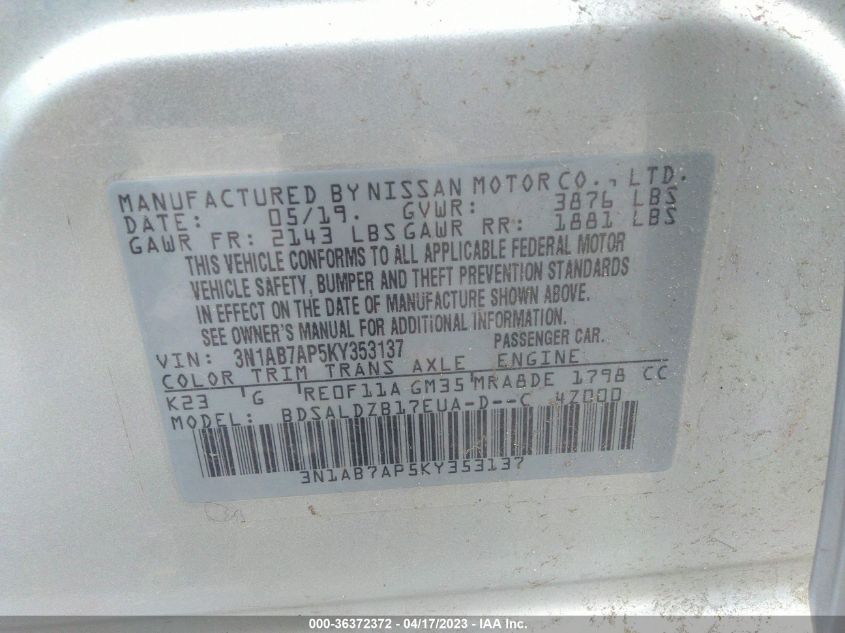 MANUFACTURED BY NISSAN MOTOR CO., LTD.
DATE: 05/19. GVWR: 3876 LBS
GAWR FR: 2143 LBS GAWR RR: 1881 LBS
THIS VEHICLE CONFORMS TO ALL APPLICABLE FEDERAL MOTOR
VEHICLE SAFETY, BUMPER AND THEFT PREVENTION STANDARDS
IN EFFECT ON THE DATE OF MANUFACTURE SHOWN ABOVE.
SEE OWNER'S MANUAL FOR ADDITIONAL INFORMATION.
VIN: 3N1AB7AP5KY353137 PASSENGER CAR.
COLOR TRIM TRANS AXLE ENGINE
K23 G RE0F11A GM35 MRA8DE 1798 CC
MODEL: BDSALDZB17EUA-D--C 4Z000
3N1AB7AP5KY353137
000-36372372 - 04/17/2023 - IAA Inc.